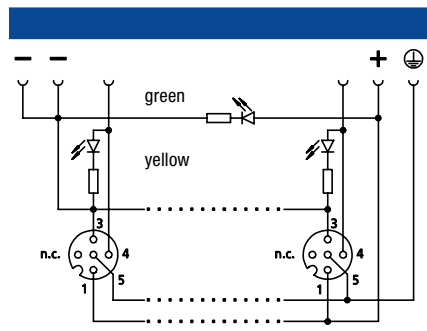 – – +
green
yellow
3 3
n.c. 4 n.c. 4
5 5
1 1